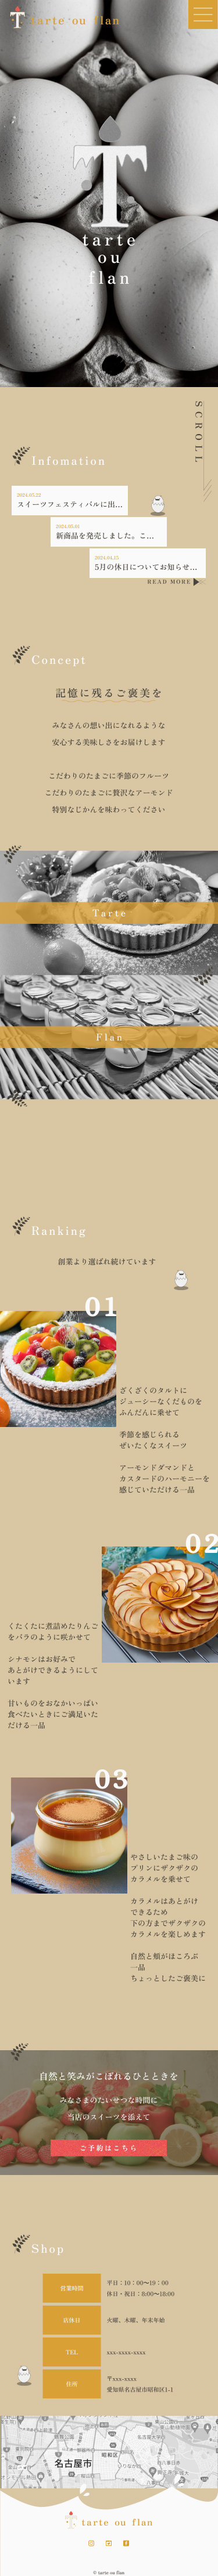 tarte ou flan
tarte
ou
flan
SCROLL
Infomation
2024.05.22
スイーツフェスティバルに出...
2024.05.01
新商品を発売しました。こ...
2024.04.21
5月の休日についてお知らせ...
READ MORE
Concept
記憶に残るご褒美を
みなさんの想い出になれるような
安心する美味しさをお届けします
こだわりのたまごに季節のフルーツ
こだわりのたまごに贅沢なアーモンド
特別なじかんを味わってください
Tarte
Flan
Ranking
創業より選ばれ続けています
01
ざくざくのタルトに
ジューシーなくだものを
ふんだんに乗せて
季節を感じられる
ぜいたくなスイーツ
アーモンドダマンドと
カスタードのハーモニーを
感じていただける一品
02
くたくたに煮詰めたりんご
をバラのように咲かせて
シナモンはお好みで
あとがけできるようにして
います
甘いものをおなかいっぱい
食べたいときにご満足いた
だける一品
03
やさしいたまご味の
プリンにザクザクの
カラメルを乗せて
カラメルはあとがけ
できるため
下の方までザクザクの
カラメルを楽しめます
自然と頬がほころぶ
一品
ちょっとしたご褒美に
自然と笑みがこぼれるひとときを
みなさまのたいせつな時間に
当店のスイーツを添えて
ご予約はこちら
Shop
営業時間
平日：10：00〜19：00
休日・祝日：8:00〜18:00
店休日
火曜、水曜、年末年始
TEL
xxx-xxxx-xxxx
住所
〒xxx-xxxx
愛知県名古屋市昭和区1-1
昭和区
名古屋市
tarte ou flan
© tarte ou flan